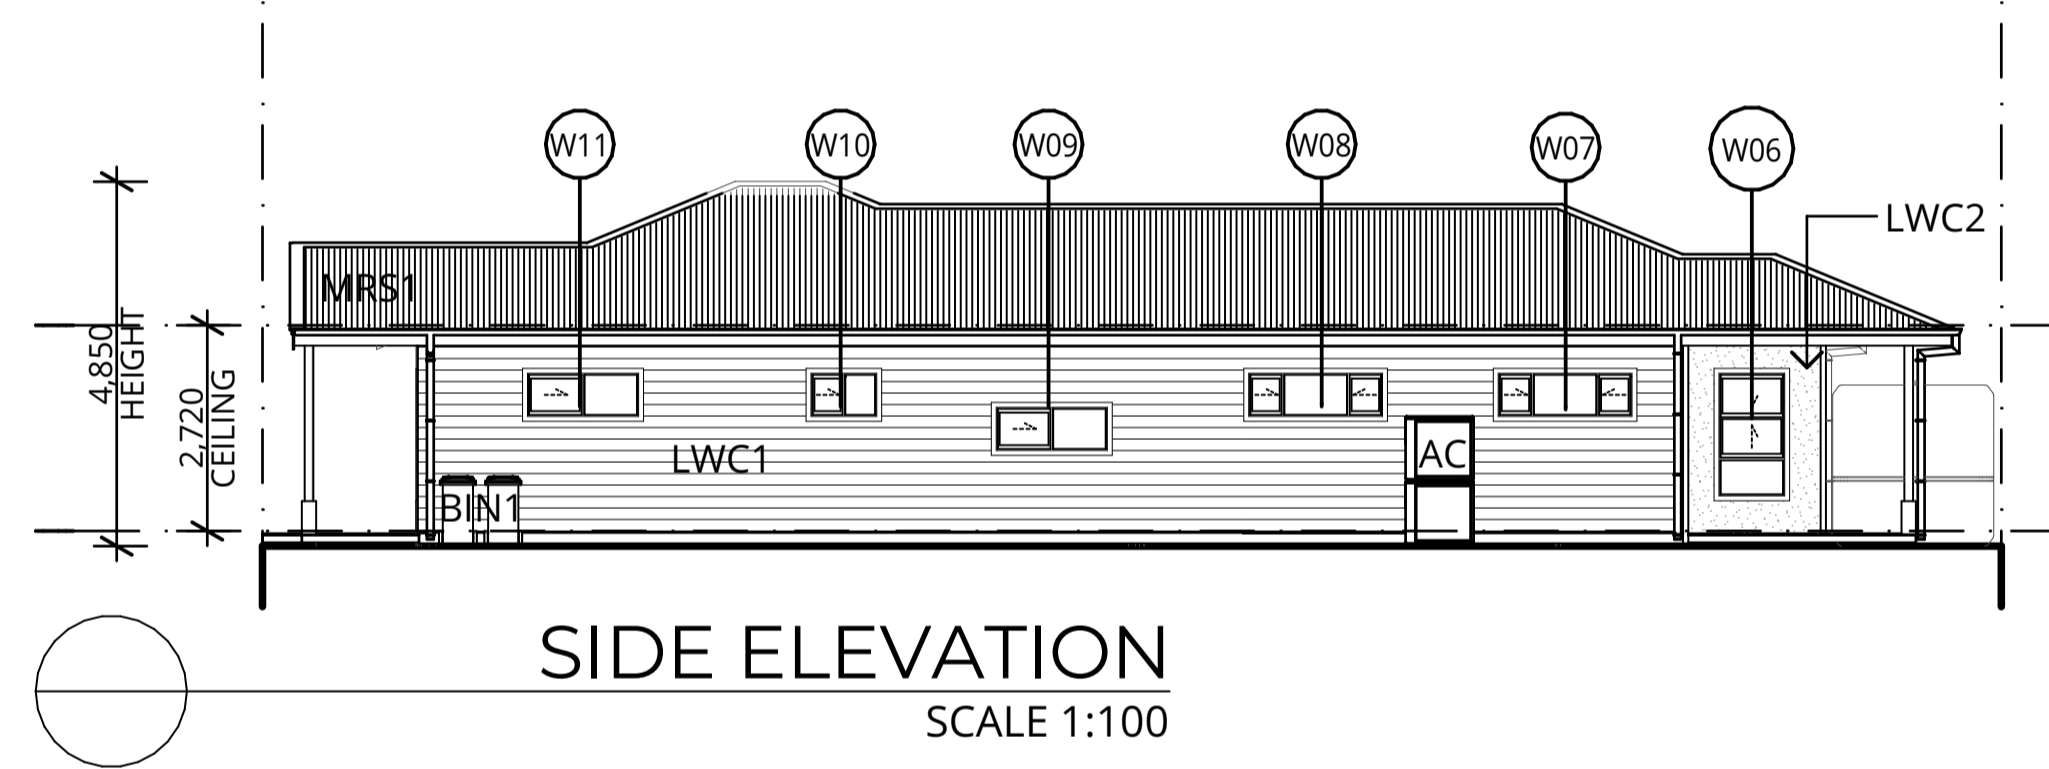 W11
W10
W09
W08
W07
W06
LWC2
MRS1
4,850
HEIGHT
2,720
CEILING
LWC1
AC
BIN1
SIDE ELEVATION
SCALE 1:100